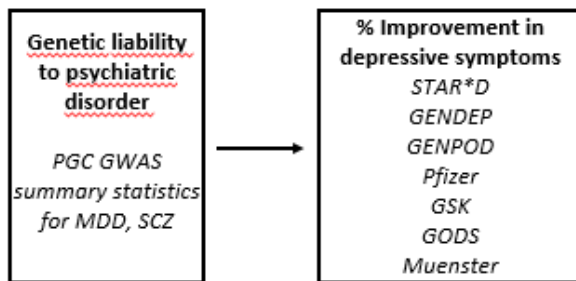 Genetic liability
to psychiatric
disorder
PGC GWAS
summary statistics
for MDD, SCZ
% Improvement in
depressive symptoms
STAR*D
GENDEP
GENPOD
Pfizer
GSK
GODS
Muenster